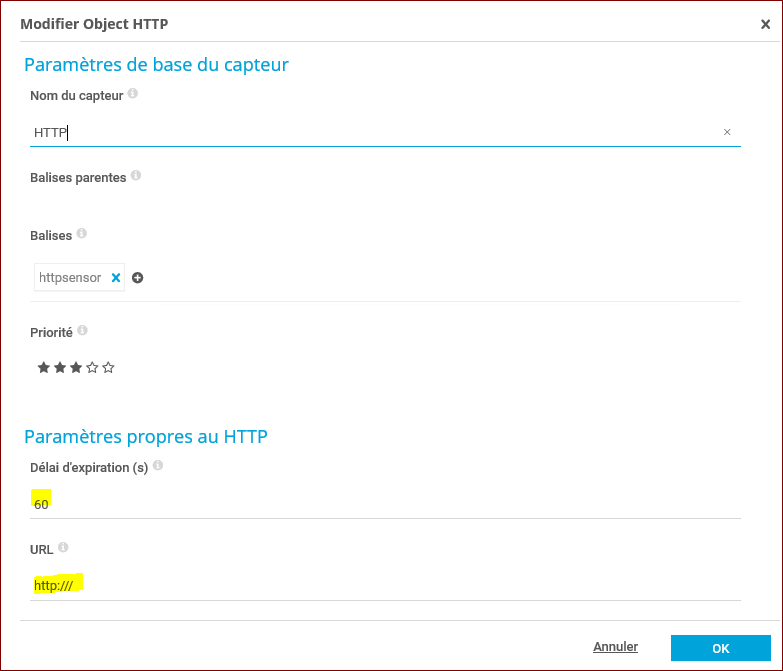 Modifier Object HTTP
Paramètres de base du capteur
Nom du capteur
HTTP
Balises parentes
Balises
httpsensor
Priorité
Paramètres propres au HTTP
Délai d'expiration (s)
60
URL
http:///
Annuler
OK